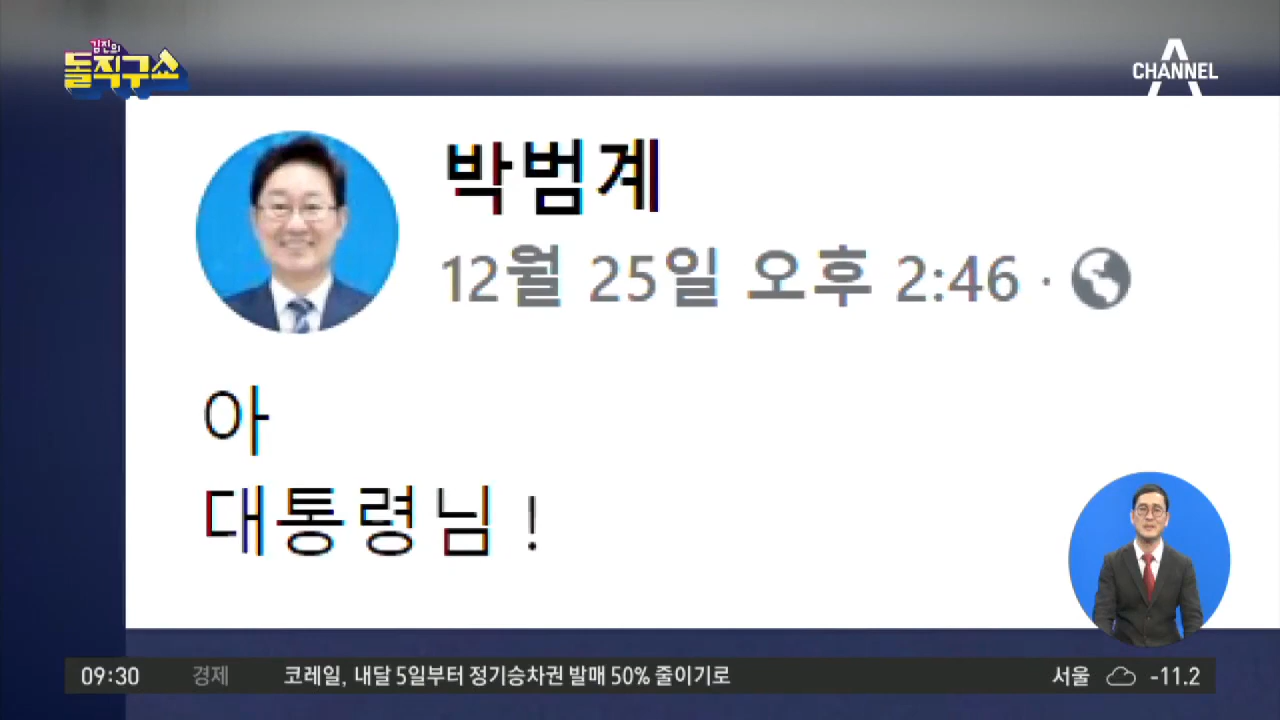 김진의
돌직구쇼
CHANNEL A
박범계
12월 25일 오후 2:46 ·
아
대통령님 !
09:30 경제 코레일, 내달 5일부터 정기승차권 발매 50% 줄이기로 서울 -11.2